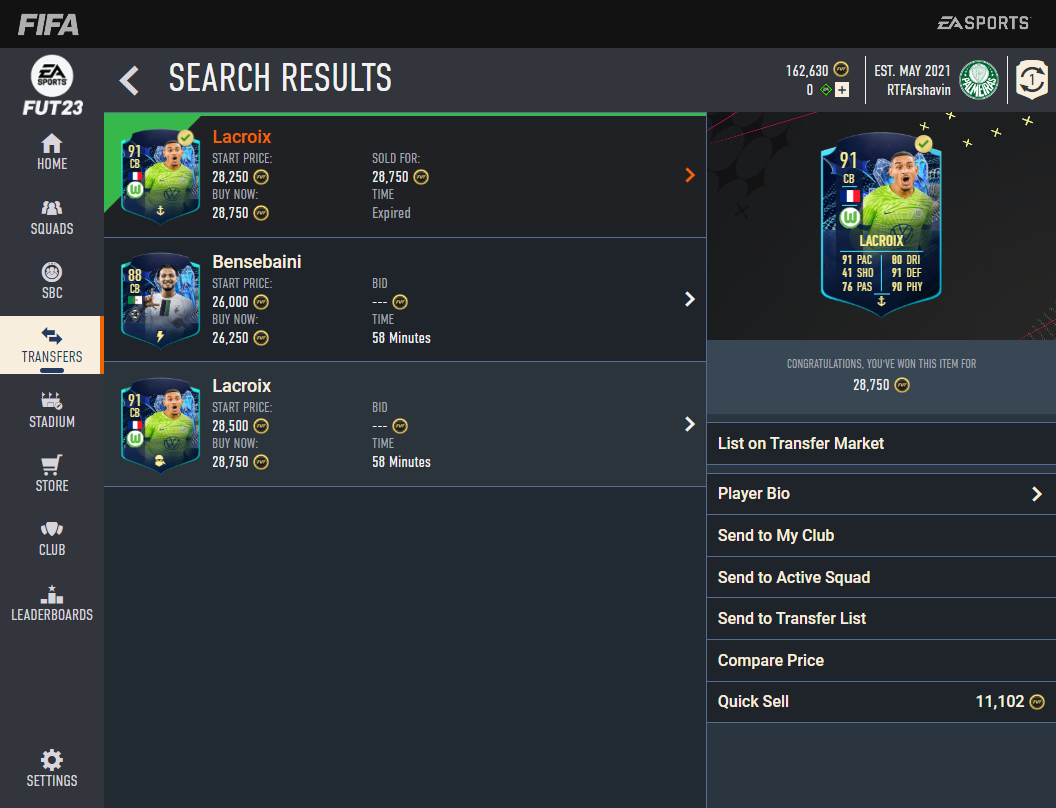 FIFA
EA SPORTS
EA SPORTS
FUT23
HOME
SQUADS
SBC
TRANSFERS
STADIUM
STORE
CLUB
LEADERBOARDS
SETTINGS
SEARCH RESULTS
162,630
0
EST. MAY 2021
RTFArshavin
PALMEIRAS
1
91
CB
Lacroix
START PRICE:
28,250
BUY NOW:
28,750
SOLD FOR:
28,750
TIME
Expired
88
CB
Bensebaini
START PRICE:
26,000
BUY NOW:
26,250
BID
---
TIME
58 Minutes
91
CB
Lacroix
START PRICE:
28,500
BUY NOW:
28,750
BID
---
TIME
58 Minutes
91
CB
LACROIX
91 PAC 80 DRI
41 SHO 91 DEF
76 PAS 90 PHY
CONGRATULATIONS, YOU'VE WON THIS ITEM FOR
28,750
List on Transfer Market
Player Bio
Send to My Club
Send to Active Squad
Send to Transfer List
Compare Price
Quick Sell 11,102